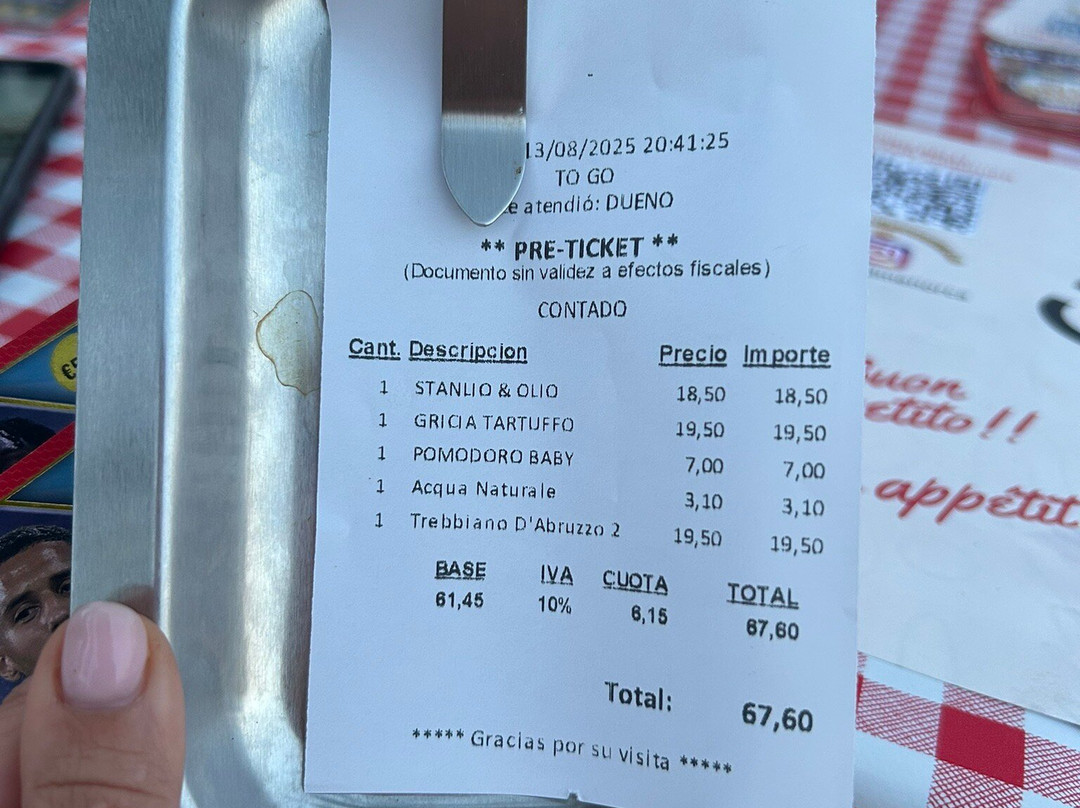 13/08/2025 20:41:25
TO GO
te atendió: DUENO
** PRE-TICKET **
(Documento sin validez a efectos fiscales)
CONTADO
Cant. Descripcion Precio Importe
1 STANLIO & OLIO 18,50 18,50
1 GRICIA TARTUFFO 19,50 19,50
1 POMODORO BABY 7,00 7,00
1 Acqua Naturale 3,10 3,10
1 Trebbiano D'Abruzzo 2 19,50 19,50
BASE IVA CUOTA TOTAL
61,45 10% 6,15 67,60
Total: 67,60
***** Gracias por su visita *****
appétit